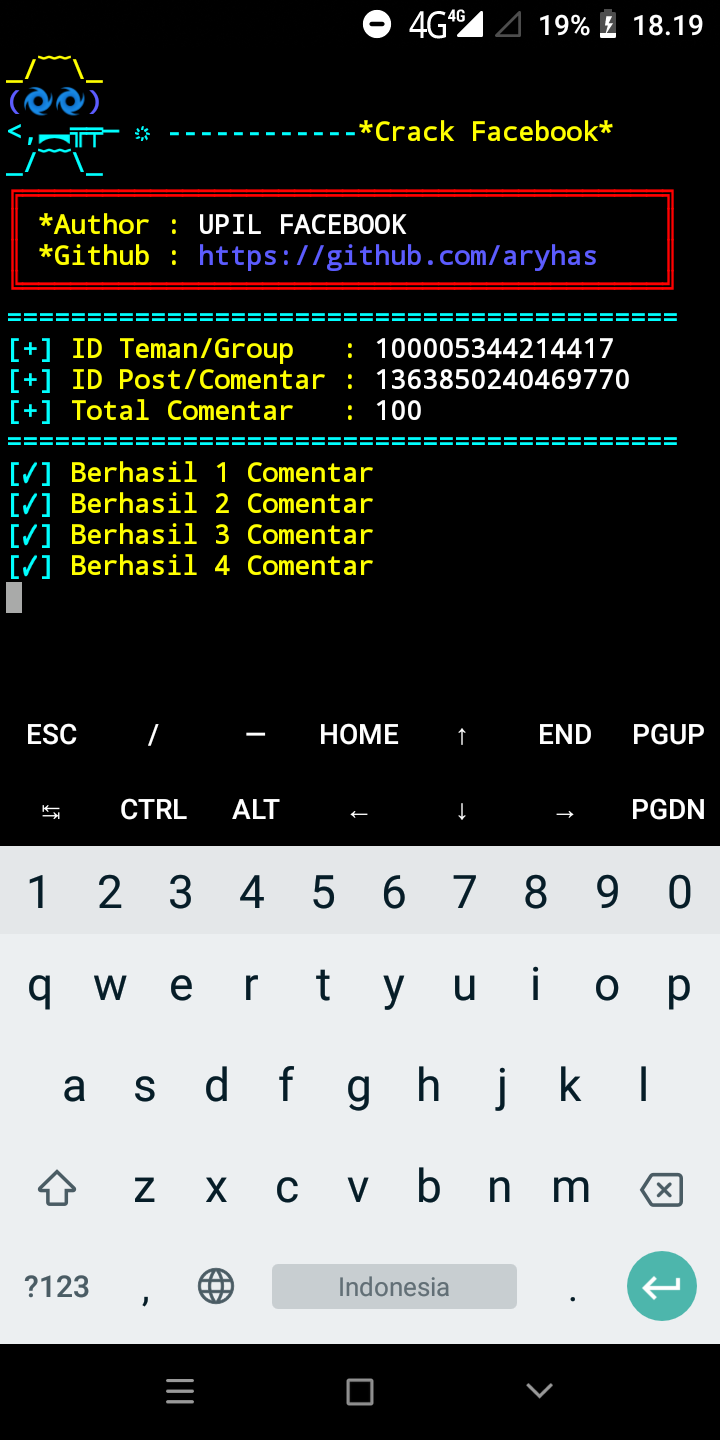 4G 4G 19% 18.19
*Crack Facebook*
*Author : UPIL FACEBOOK
*Github : https://github.com/aryhas
==========================================
[+] ID Teman/Group   : 100005344214417
[+] ID Post/Comentar : 1363850240469770
[+] Total Comentar   : 100
==========================================
[✓] Berhasil 1 Comentar
[✓] Berhasil 2 Comentar
[✓] Berhasil 3 Comentar
[✓] Berhasil 4 Comentar
ESC / — HOME ↑ END PGUP
↹ CTRL ALT ← ↓ → PGDN
1 2 3 4 5 6 7 8 9 0
q w e r t y u i o p
a s d f g h j k l
z x c v b n m
?123 , Indonesia .